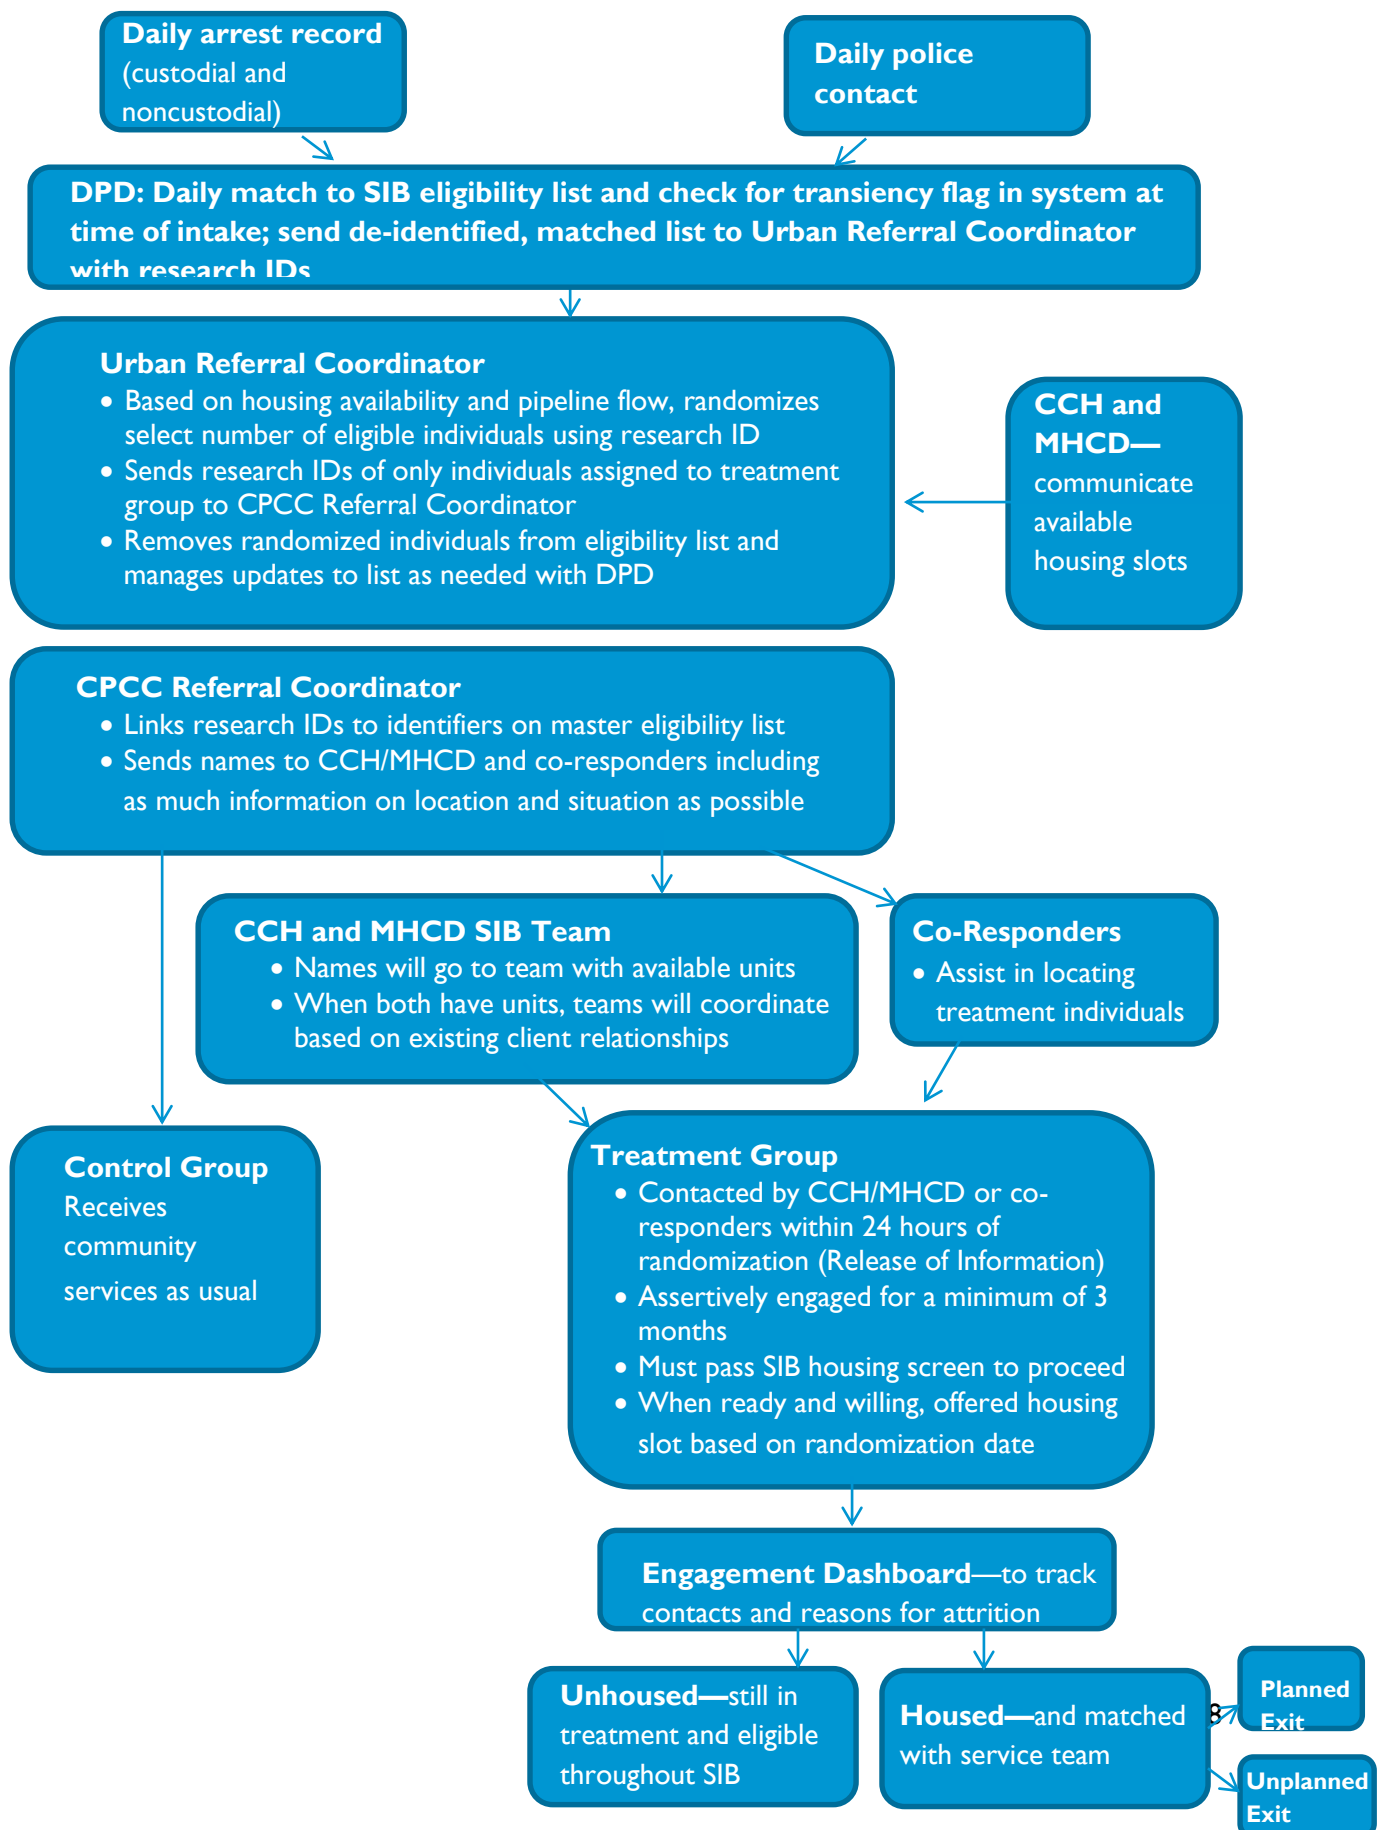 Daily arrest record
(custodial and
noncustodial)
Daily police
contact
DPD: Daily match to SIB eligibility list and check for transiency flag in system at
time of intake; send de-identified, matched list to Urban Referral Coordinator
with research IDs
Urban Referral Coordinator
• Based on housing availability and pipeline flow, randomizes
select number of eligible individuals using research ID
• Sends research IDs of only individuals assigned to treatment
group to CPCC Referral Coordinator
• Removes randomized individuals from eligibility list and
manages updates to list as needed with DPD
CCH and
MHCD—
communicate
available
housing slots
CPCC Referral Coordinator
• Links research IDs to identifiers on master eligibility list
• Sends names to CCH/MHCD and co-responders including
as much information on location and situation as possible
CCH and MHCD SIB Team
• Names will go to team with available units
• When both have units, teams will coordinate
based on existing client relationships
Co-Responders
• Assist in locating
treatment individuals
Control Group
Receives
community
services as usual
Treatment Group
• Contacted by CCH/MHCD or co-
responders within 24 hours of
randomization (Release of Information)
• Assertively engaged for a minimum of 3
months
• Must pass SIB housing screen to proceed
• When ready and willing, offered housing
slot based on randomization date
Engagement Dashboard—to track
contacts and reasons for attrition
Unhoused—still in
treatment and eligible
throughout SIB
Housed—and matched
with service team
8
Planned
Exit
Unplanned
Exit